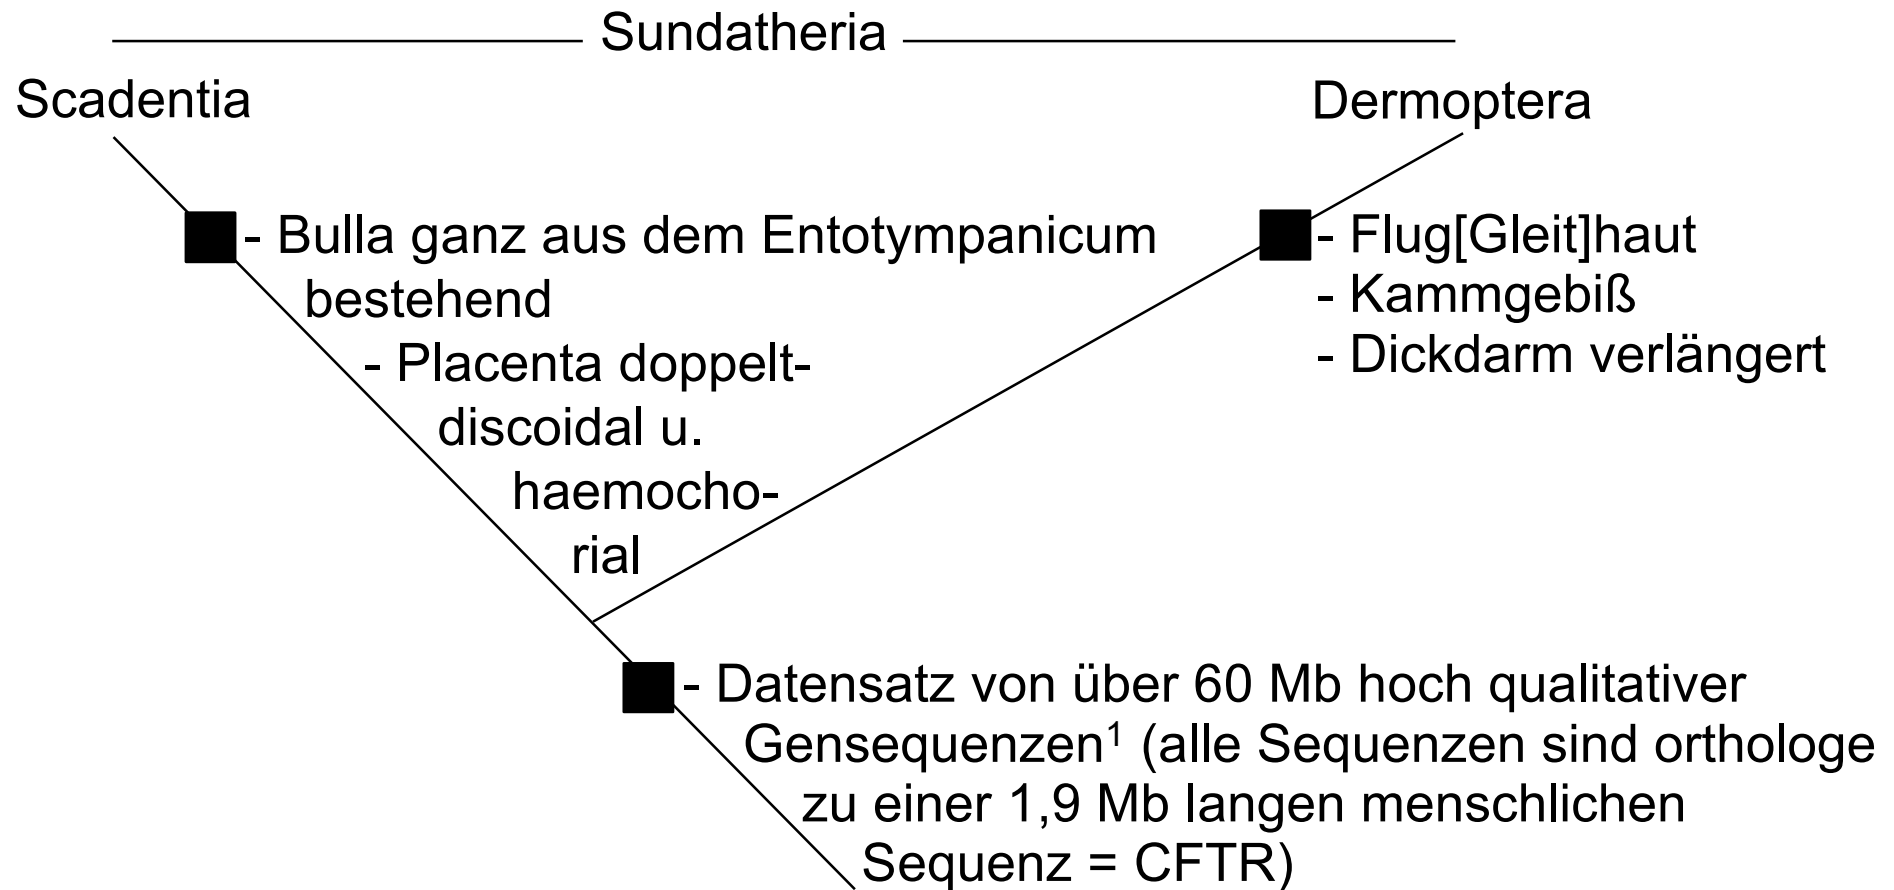 Sundatheria
Scadentia
Dermoptera
- Bulla ganz aus dem Entotympanicum
bestehend
- Placenta doppelt-
discoidal u.
haemocho-
rial
- Flug[Gleit]haut
- Kammgebiß
- Dickdarm verlängert
- Datensatz von über 60 Mb hoch qualitativer
Gensequenzen¹ (alle Sequenzen sind orthologe
zu einer 1,9 Mb langen menschlichen
Sequenz = CFTR)